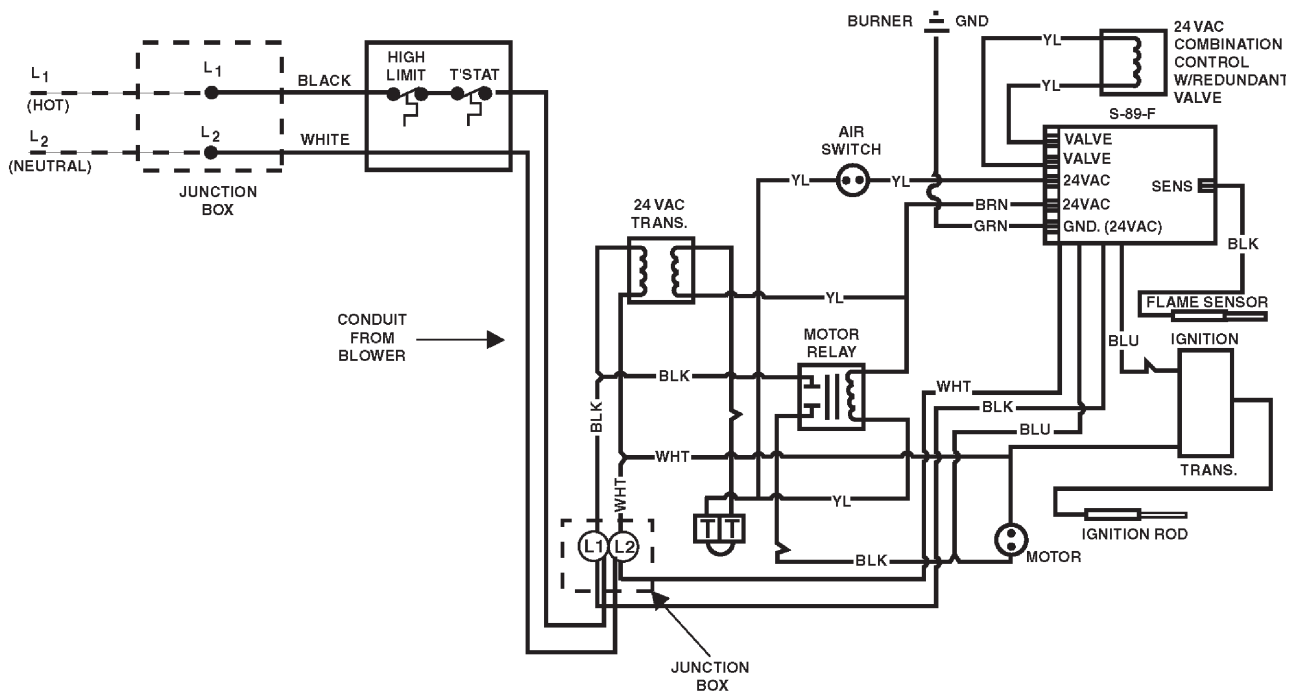 BURNER GND
24 VAC
COMBINATION
CONTROL
W/REDUNDANT
VALVE
YL
YL
S-89-F
HIGH
LIMIT
T'STAT
L1
(HOT)
L1
BLACK
L2
(NEUTRAL)
L2
WHITE
JUNCTION
BOX
AIR
SWITCH
VALVE
VALVE
24VAC
24VAC
GND. (24VAC)
SENS
YL
YL
BRN
GRN
BLK
24 VAC
TRANS.
YL
FLAME SENSOR
CONDUIT
FROM
BLOWER
MOTOR
RELAY
BLU
IGNITION
BLK
WHT
BLK
BLK
BLU
WHT
TRANS.
WHT
YL
T T
IGNITION ROD
L1 L2
BLK
MOTOR
JUNCTION
BOX